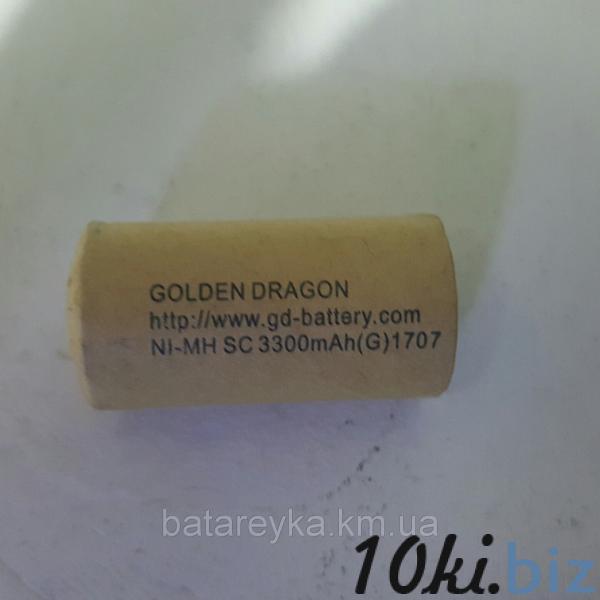 GOLDEN DRAGON
http://www.gd-battery.com
NI-MH SC 3300mAh(G)1707
batareyka.km.ua
10ki.biz